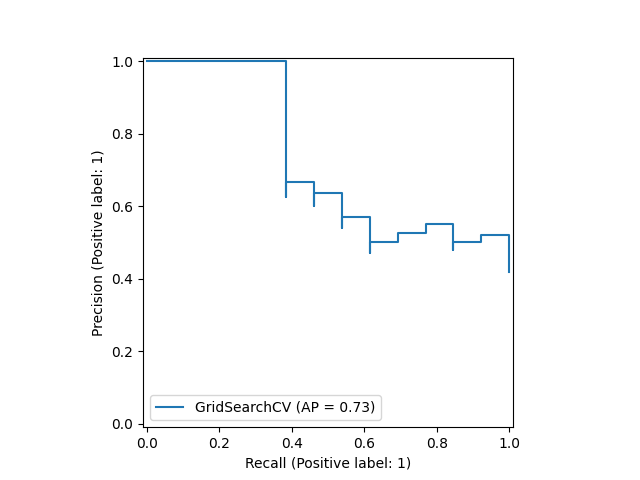 1.0
0.8
0.6
0.4
0.2
0.0
Precision (Positive label: 1)
GridSearchCV (AP = 0.73)
0.0 0.2 0.4 0.6 0.8 1.0
Recall (Positive label: 1)